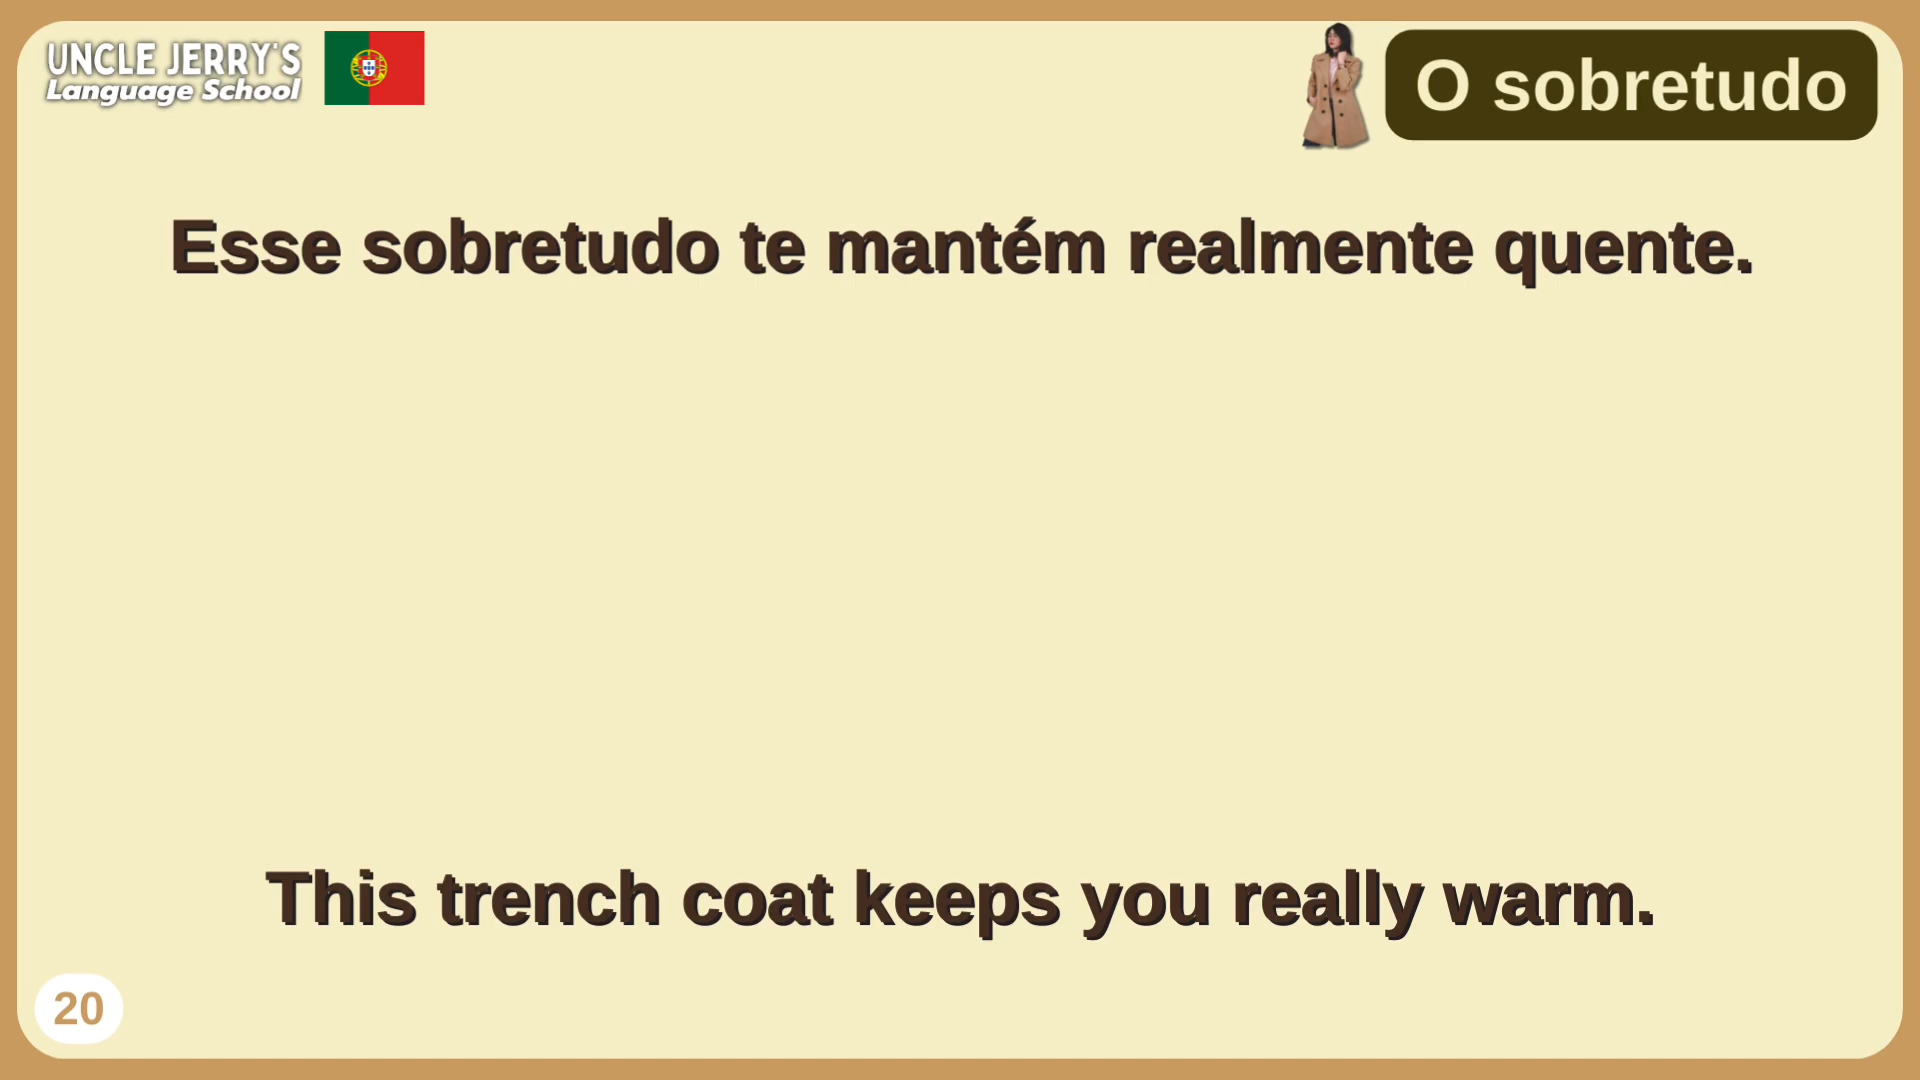 UNCLE JERRY'S
Language School
O sobretudo
Esse sobretudo te mantém realmente quente.
This trench coat keeps you really warm.
20